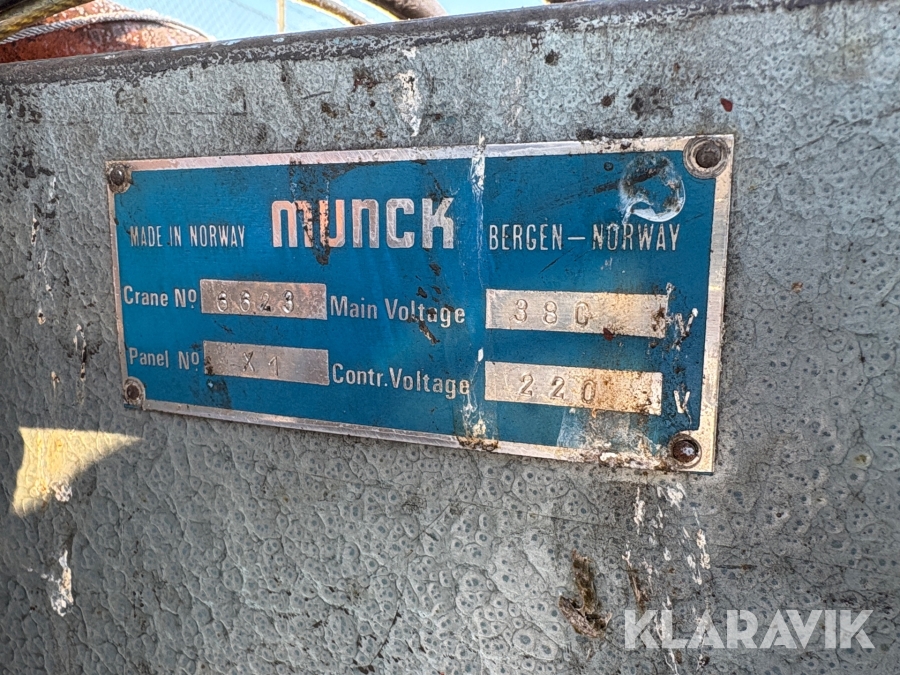 MADE IN NORWAY MUNCK BERGEN – NORWAY
Crane Nº 6623 Main Voltage 380 V
Panel Nº X1 Contr. Voltage 220 V
KLARAVIK